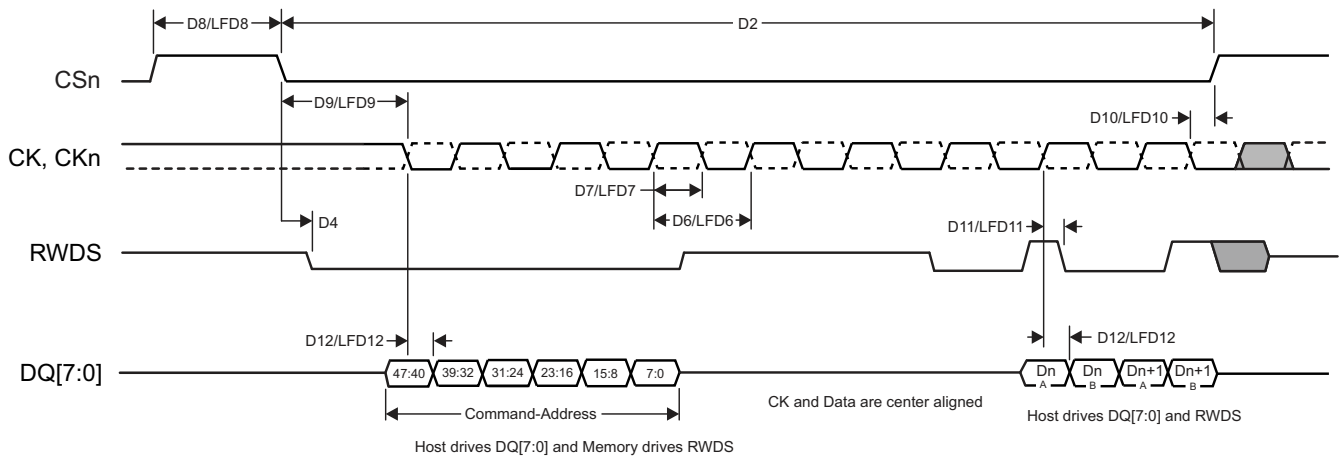 D8/LFD8
D2
CSn
D9/LFD9
D10/LFD10
CK, CKn
D7/LFD7
D6/LFD6
D4
D11/LFD11
RWDS
D12/LFD12
D12/LFD12
DQ[7:0]
47:40 39:32 31:24 23:16 15:8 7:0
Dn A Dn B Dn+1 A Dn+1 B
Command-Address
CK and Data are center aligned
Host drives DQ[7:0] and RWDS
Host drives DQ[7:0] and Memory drives RWDS